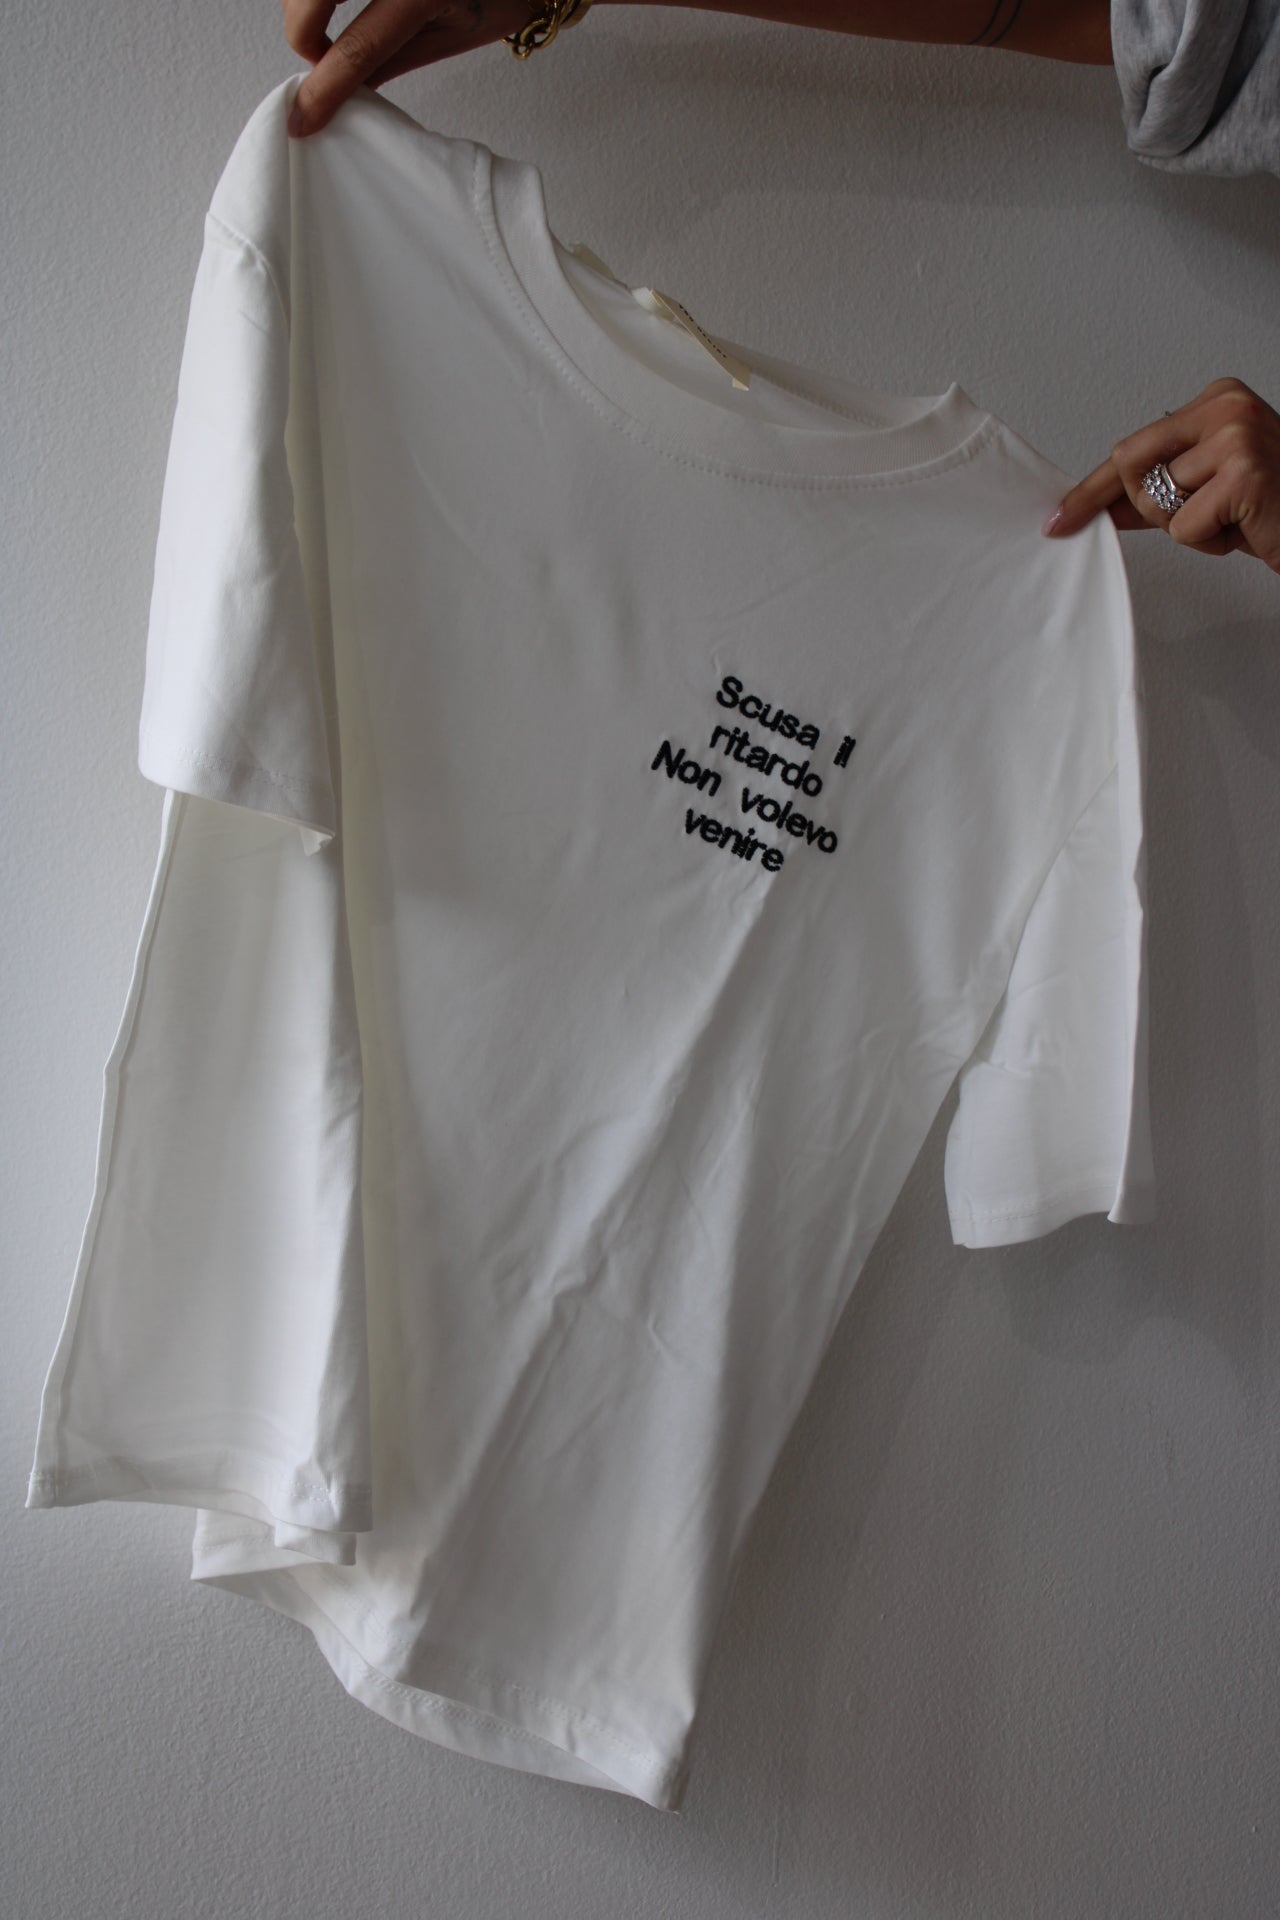 Scusa il
ritardo
Non volevo
venire